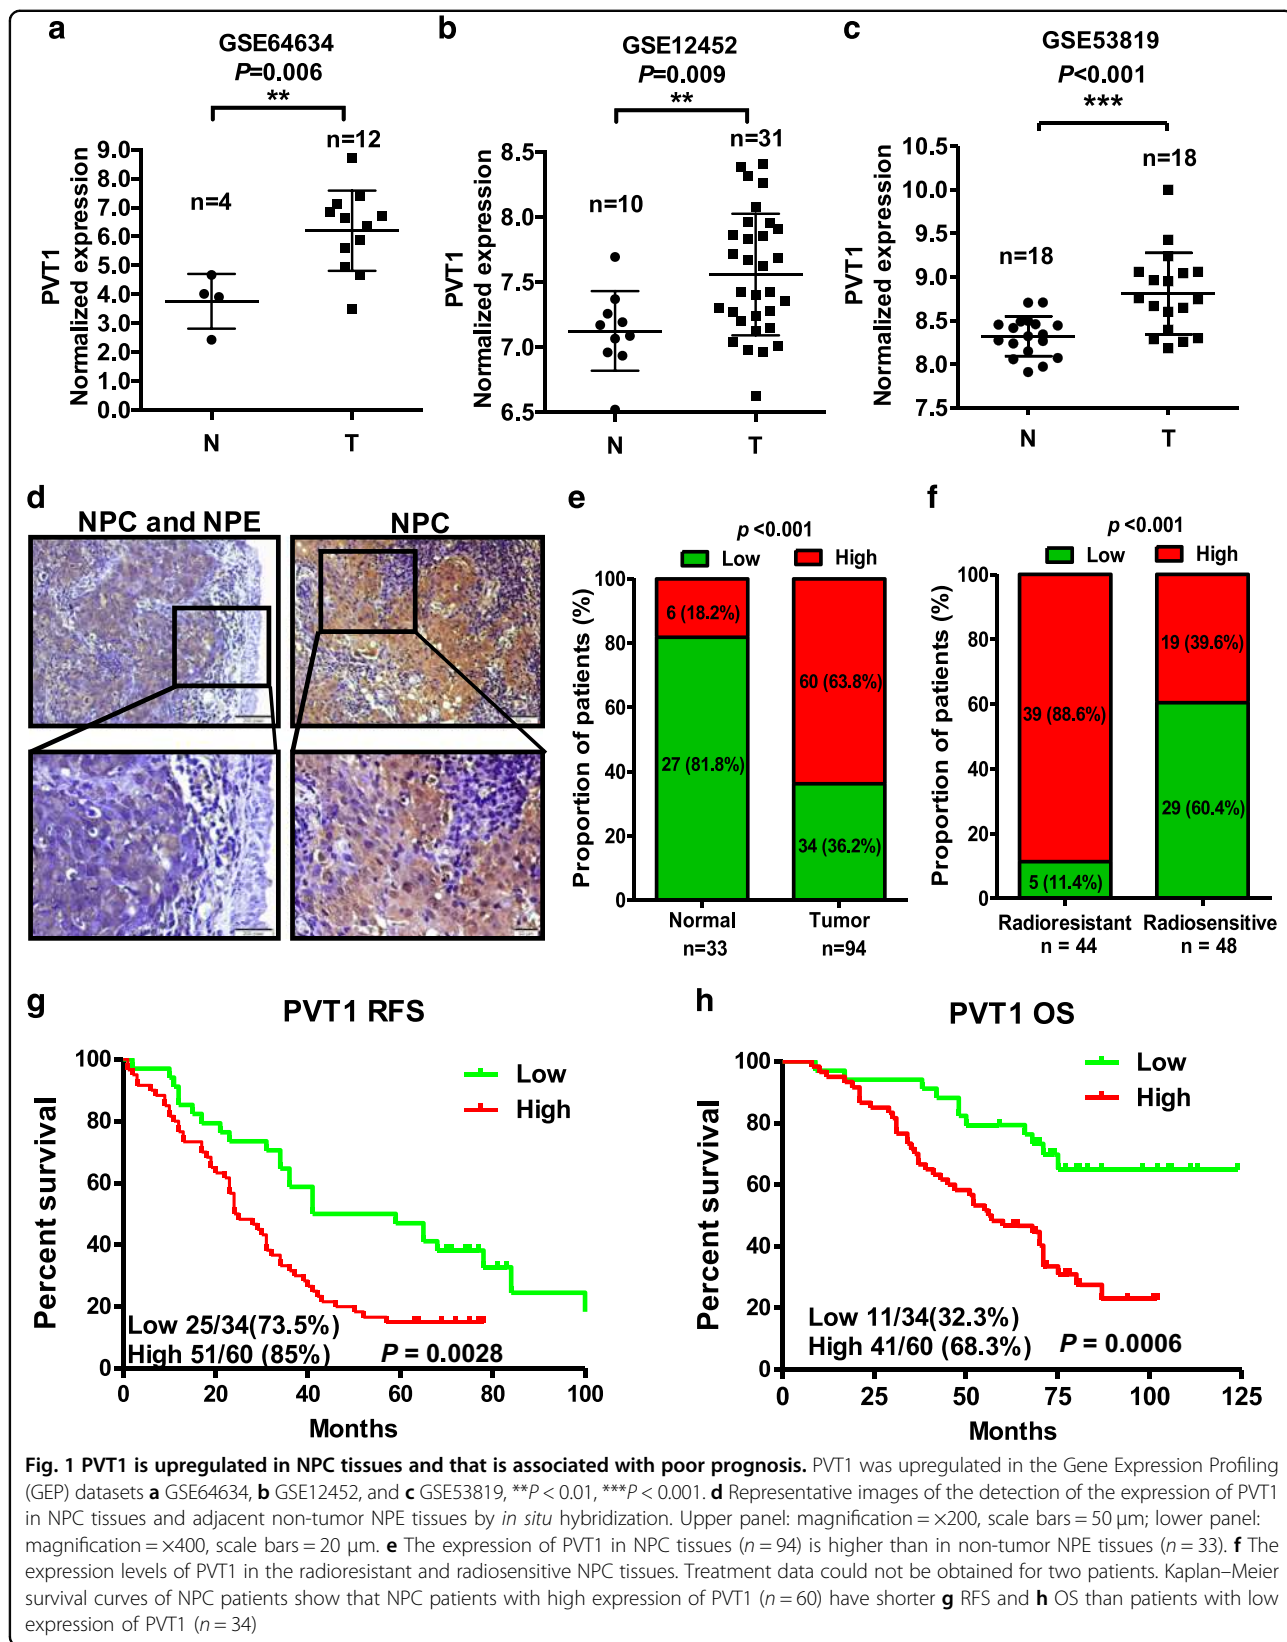 a
GSE64634
P=0.006
**
n=12
n=4
PVT1
Normalized expression
9.0
8.0
7.0
6.0
5.0
4.0
3.0
2.0
1.0
0.0
N
T
b
GSE12452
P=0.009
**
n=31
n=10
PVT1
Normalized expression
8.5
8.0
7.5
7.0
6.5
N
T
c
GSE53819
P<0.001
***
n=18
n=18
PVT1
Normalized expression
10.5
10.0
9.5
9.0
8.5
8.0
7.5
N
T
d
NPC and NPE
NPC
e
p <0.001
Low
High
Proportion of patients (%)
100
80
60
40
20
0
6 (18.2%)
27 (81.8%)
60 (63.8%)
34 (36.2%)
Normal
n=33
Tumor
n=94
f
p <0.001
Low
High
Proportion of patients (%)
100
80
60
40
20
0
39 (88.6%)
5 (11.4%)
19 (39.6%)
29 (60.4%)
Radioresistant
n = 44
Radiosensitive
n = 48
g
PVT1 RFS
Low
High
Percent survival
100
80
60
40
20
0
Low 25/34(73.5%)
High 51/60 (85%)
P = 0.0028
0 20 40 60 80 100
Months
h
PVT1 OS
Low
High
Percent survival
100
80
60
40
20
0
Low 11/34(32.3%)
High 41/60 (68.3%)
P = 0.0006
0 25 50 75 100 125
Months
Fig. 1 PVT1 is upregulated in NPC tissues and that is associated with poor prognosis. PVT1 was upregulated in the Gene Expression Profiling
(GEP) datasets a GSE64634, b GSE12452, and c GSE53819, **P < 0.01, ***P < 0.001. d Representative images of the detection of the expression of PVT1
in NPC tissues and adjacent non-tumor NPE tissues by in situ hybridization. Upper panel: magnification = ×200, scale bars = 50 μm; lower panel:
magnification = ×400, scale bars = 20 μm. e The expression of PVT1 in NPC tissues (n = 94) is higher than in non-tumor NPE tissues (n = 33). f The
expression levels of PVT1 in the radioresistant and radiosensitive NPC tissues. Treatment data could not be obtained for two patients. Kaplan–Meier
survival curves of NPC patients show that NPC patients with high expression of PVT1 (n = 60) have shorter g RFS and h OS than patients with low
expression of PVT1 (n = 34)